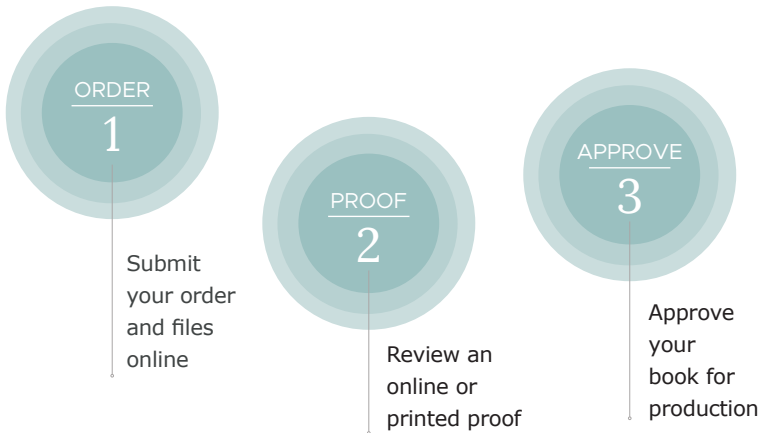 ORDER
1
Submit
your order
and files
online
PROOF
2
Review an
online or
printed proof
APPROVE
3
Approve
your
book for
production